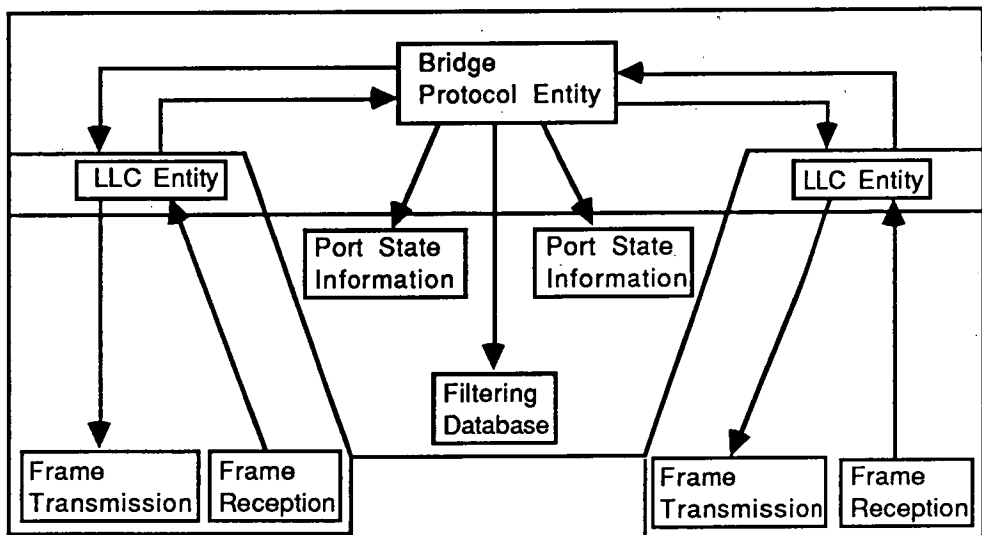 Bridge
Protocol Entity
LLC Entity
LLC Entity
Port State
Information
Port State
Information
Filtering
Database
Frame
Transmission
Frame
Reception
Frame
Transmission
Frame
Reception